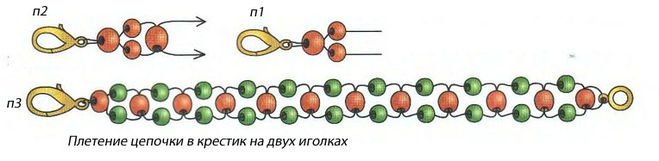 п2
п1
п3
Плетение цепочки в крестик на двух иголках